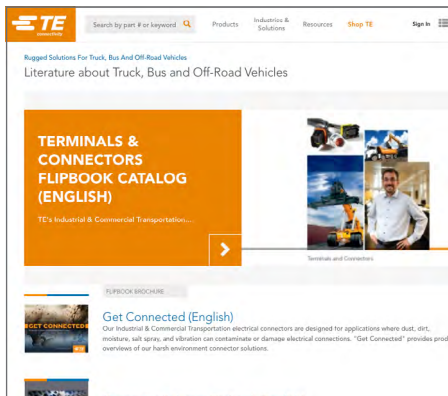 TE
connectivity
Search by part # or keyword
Products
Industries &
Solutions
Resources
Shop TE
Sign In
Rugged Solutions For Truck, Bus And Off-Road Vehicles
Literature about Truck, Bus and Off-Road Vehicles
TERMINALS &
CONNECTORS
FLIPBOOK CATALOG
(ENGLISH)
TC's Industrial & Commercial Transportation....
Terminals and Connectors
FLIPBOOK BROCHURE
GET CONNECTED
Get Connected (English)
Our Industrial & Commercial Transportation electrical connectors are designed for applications where dust, dirt,
moisture, salt spray, and vibration can contaminate or damage electrical connections. "Get Connected" provides prod
overviews of our harsh environment connector solutions.